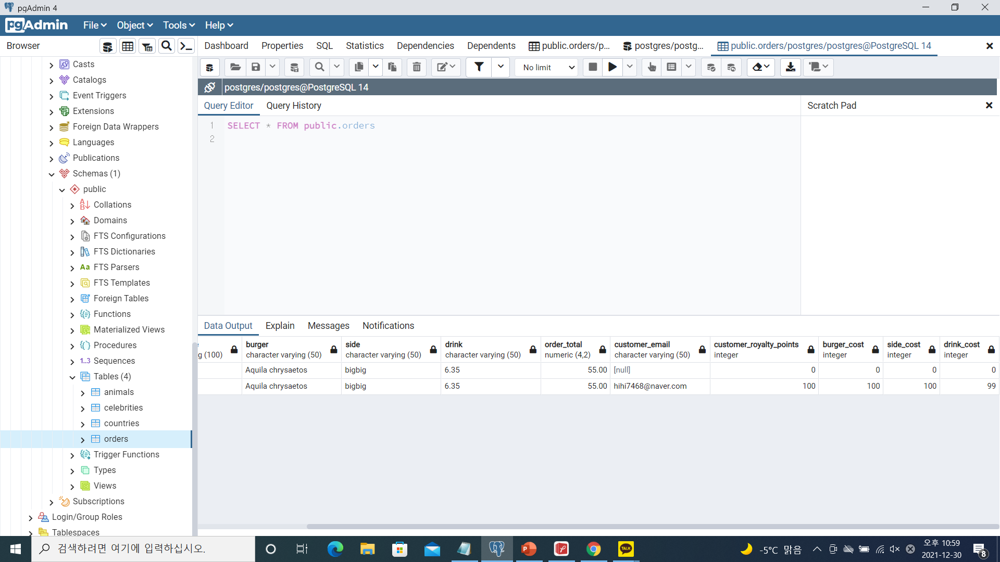 pgAdmin 4
pgAdmin File Object Tools Help
Browser
Dashboard Properties SQL Statistics Dependencies Dependents public.orders/p... postgres/postg... public.orders/postgres/postgres@PostgreSQL 14
No limit
postgres/postgres@PostgreSQL 14
Query Editor Query History
Scratch Pad
1 SELECT * FROM public.orders
2
Casts
Catalogs
Event Triggers
Extensions
Foreign Data Wrappers
Languages
Publications
Schemas (1)
public
Collations
Domains
FTS Configurations
FTS Dictionaries
Aa FTS Parsers
FTS Templates
Foreign Tables
Functions
Materialized Views
Procedures
1..3 Sequences
Tables (4)
animals
celebrities
countries
orders
Trigger Functions
Types
Views
Subscriptions
Login/Group Roles
Tablespaces
Data Output Explain Messages Notifications
burger side drink order_total customer_email customer_royalty_points burger_cost side_cost drink_cost
g (100) character varying (50) character varying (50) character varying (50) numeric (4,2) character varying (50) integer integer integer integer
Aquila chrysaetos bigbig 6.35 55.00 [null] 0 0 0 0
Aquila chrysaetos bigbig 6.35 55.00 hihi7468@naver.com 100 100 100 99
검색하려면 여기에 입력하십시오.
TALK
-5°C 맑음
오후 10:59
2021-12-30
8